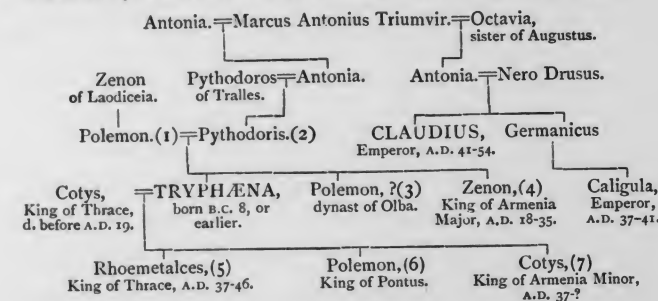 Antonia. Marcus Antonius Triumvir. Octavia,
sister of Augustus.
Zenon Pythodoros Antonia. Antonia. Nero Drusus.
of Laodiceia. of Tralles.
Polemon.(1) Pythodoris.(2) CLAUDIUS, Germanicus
Emperor, A.D. 41-54.
Cotys, TRYPHÆNA, Polemon, ?(3) Zenon,(4) Caligula,
King of Thrace, born B.C. 8, or dynast of Olba. King of Armenia Emperor,
d. before A.D. 19. earlier. Major, A.D. 18-35. A.D. 37-41.
Rhoemetalces,(5) Polemon,(6) Cotys,(7)
King of Thrace, A.D. 37-46. King of Pontus. King of Armenia Minor,
A.D. 37-?